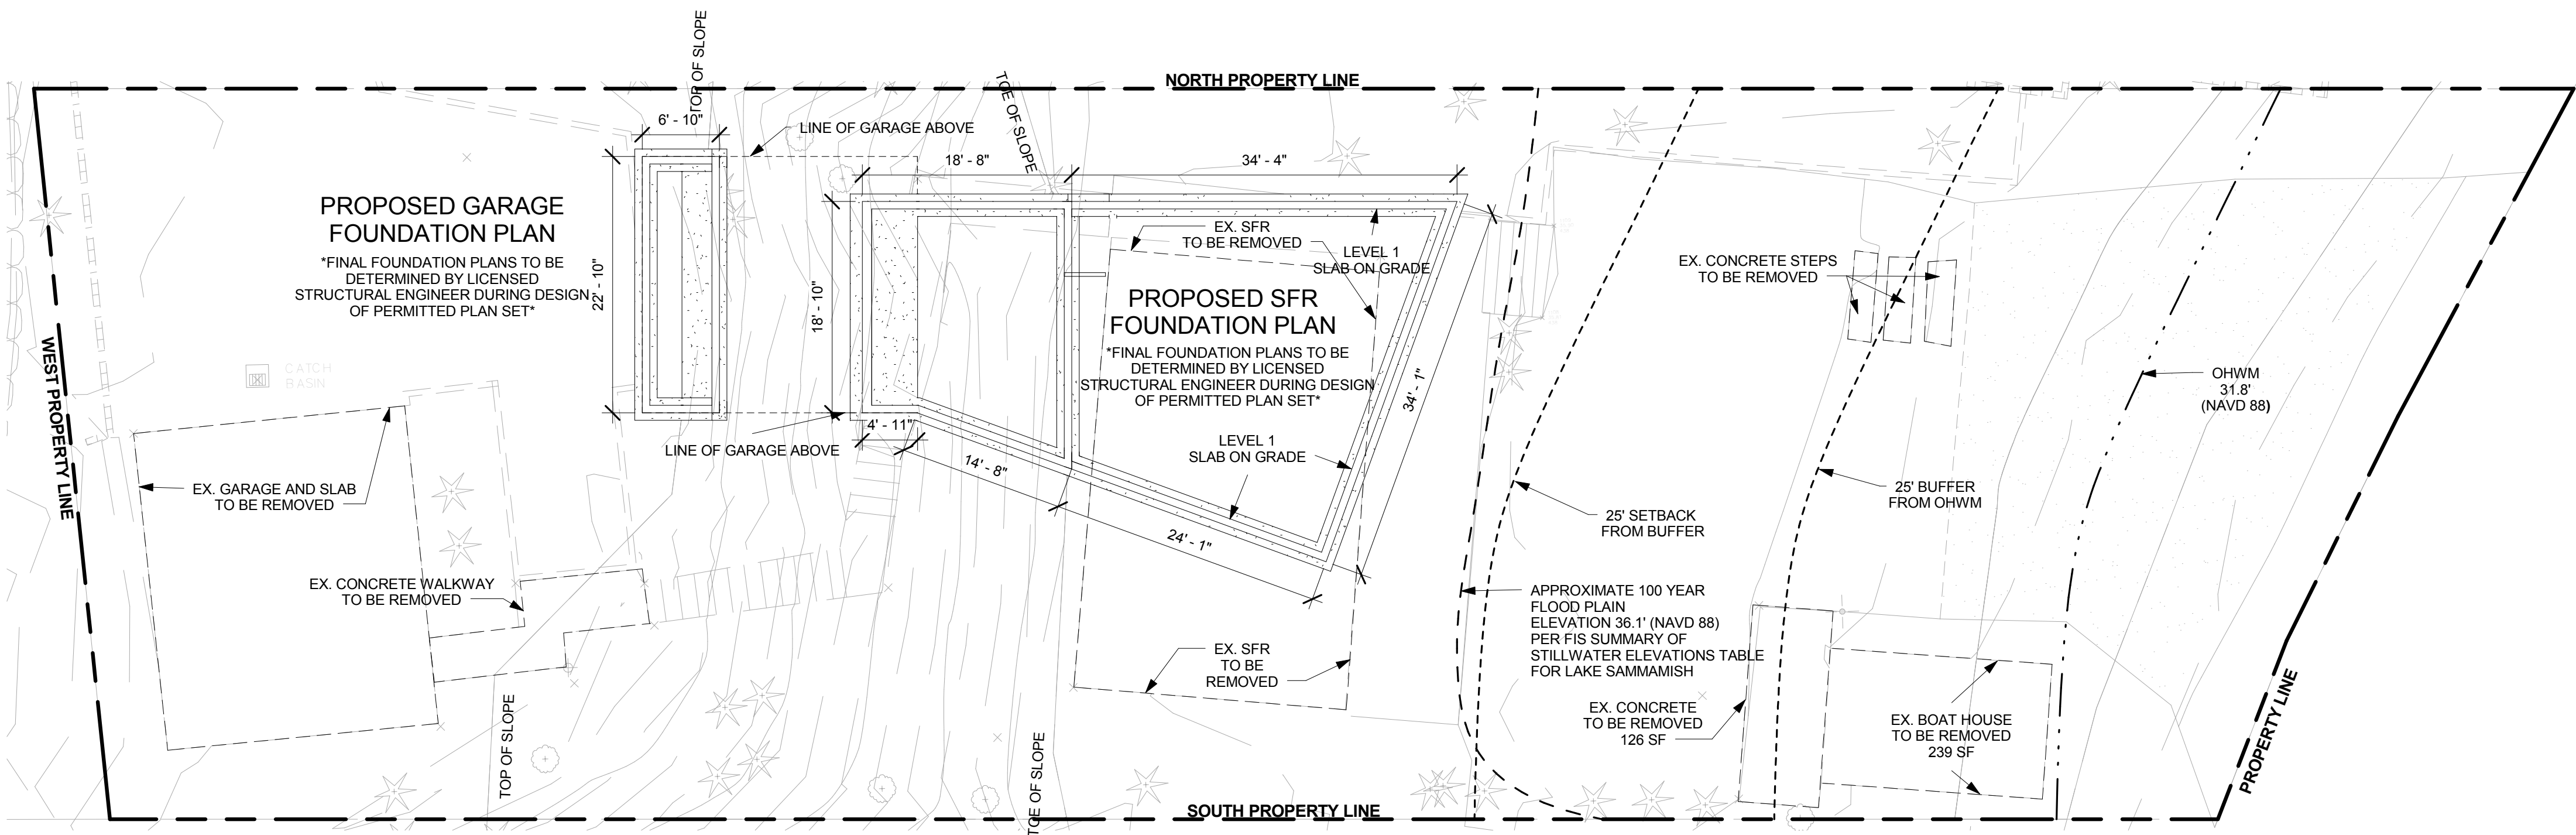 TOP OF SLOPE
TOE OF SLOPE
NORTH PROPERTY LINE
6' - 10"
LINE OF GARAGE ABOVE
18' - 8"
34' - 4"
PROPOSED GARAGE
FOUNDATION PLAN
*FINAL FOUNDATION PLANS TO BE
DETERMINED BY LICENSED
STRUCTURAL ENGINEER DURING DESIGN
OF PERMITTED PLAN SET*
22' - 10"
18' - 10"
EX. SFR
TO BE REMOVED
LEVEL 1
SLAB ON GRADE
PROPOSED SFR
FOUNDATION PLAN
*FINAL FOUNDATION PLANS TO BE
DETERMINED BY LICENSED
STRUCTURAL ENGINEER DURING DESIGN
OF PERMITTED PLAN SET*
34' - 1"
EX. CONCRETE STEPS
TO BE REMOVED
OHWM
31.8'
(NAVD 88)
WEST PROPERTY LINE
CATCH
BASIN
4' - 11"
LINE OF GARAGE ABOVE
14' - 8"
LEVEL 1
SLAB ON GRADE
24' - 1"
EX. GARAGE AND SLAB
TO BE REMOVED
25' BUFFER
FROM OHWM
25' SETBACK
FROM BUFFER
EX. CONCRETE WALKWAY
TO BE REMOVED
APPROXIMATE 100 YEAR
FLOOD PLAIN
ELEVATION 36.1' (NAVD 88)
PER FIS SUMMARY OF
STILLWATER ELEVATIONS TABLE
FOR LAKE SAMMAMISH
EX. SFR
TO BE
REMOVED
EX. CONCRETE
TO BE REMOVED
126 SF
EX. BOAT HOUSE
TO BE REMOVED
239 SF
PROPERTY LINE
TOP OF SLOPE
TOE OF SLOPE
SOUTH PROPERTY LINE